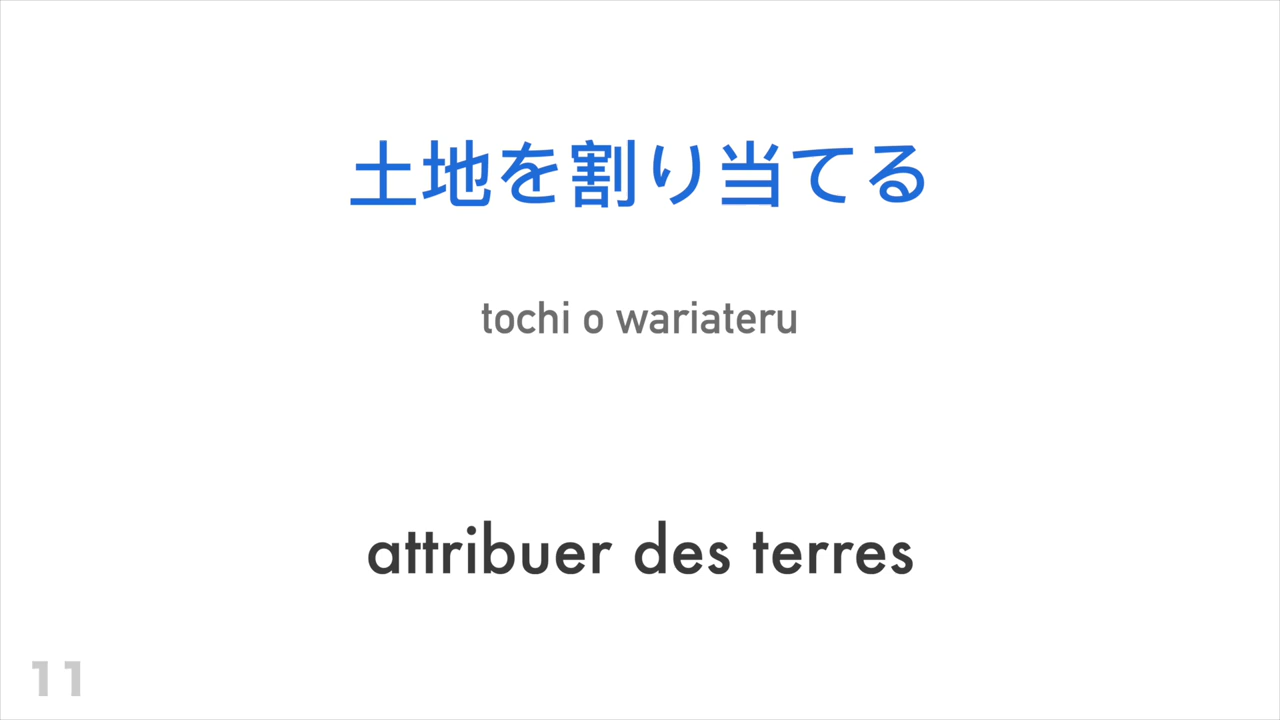 土地を割り当てる
tochi o wariateru
attribuer des terres
11